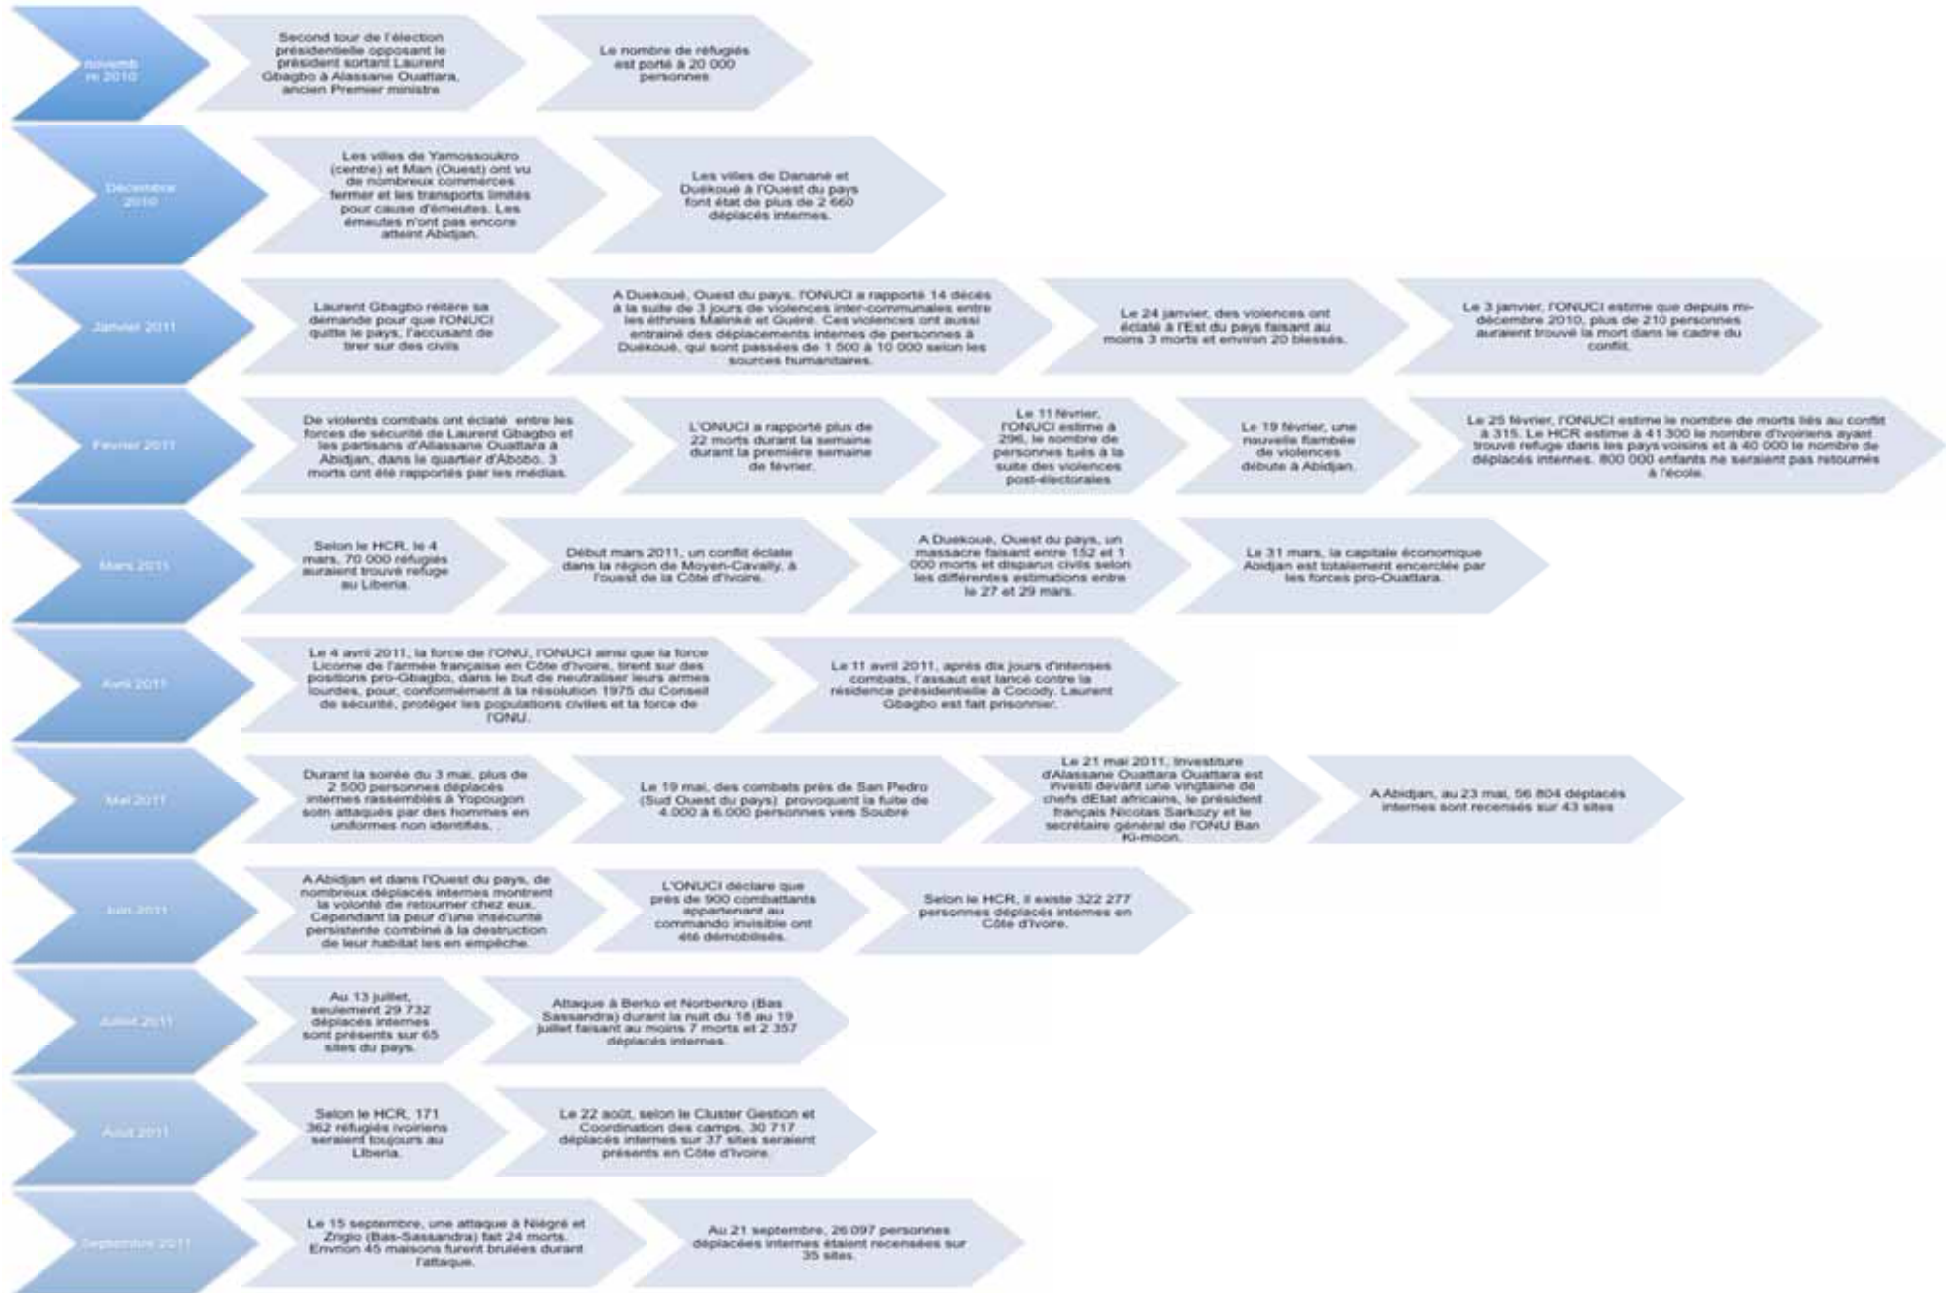 novemb
re 2010
Second tour de l'élection
présidentielle opposant le
président sortant Laurent
Gbagbo à Alassane Ouattara,
ancien Premier ministre
Le nombre de réfugiés
est porté à 20 000
personnes
Décembre
2010
Les villes de Yamossoukro
(centre) et Man (Ouest) ont vu
de nombreux commerces
fermer et les transports limités
pour cause d'émeutes. Les
émeutes n'ont pas encore
atteint Abidjan.
Les villes de Danané et
Duékoué à l'Ouest du pays
font état de plus de 2 660
déplacés internes.
Janvier 2011
Laurent Gbagbo réitère sa
demande pour que l'ONUCI
quitte le pays, l'accusant de
tirer sur des civils
A Duekoué, Ouest du pays, l'ONUCI a rapporté 14 décès
à la suite de 3 jours de violences inter-communales entre
les éthnies Malinké et Guéré. Ces violences ont aussi
entrainé des déplacements internes de personnes à
Duékoué, qui sont passées de 1 500 à 10 000 selon les
sources humanitaires.
Le 24 janvier, des violences ont
éclaté à l'Est du pays faisant au
moins 3 morts et environ 20 blessés.
Le 3 janvier, l'ONUCI estime que depuis mi-
décembre 2010, plus de 210 personnes
auraient trouvé la mort dans le cadre du
conflit.
Février 2011
De violents combats ont éclaté entre les
forces de sécurité de Laurent Gbagbo et
les partisans d'Allassane Ouattara à
Abidjan, dans le quartier d'Abobo. 3
morts ont été rapportés par les médias.
L'ONUCI a rapporté plus de
22 morts durant la semaine
durant la première semaine
de février.
Le 11 février,
l'ONUCI estime à
296, le nombre de
personnes tués à la
suite des violences
post-électorales
Le 19 février, une
nouvelle flambée
de violences
débute à Abidjan.
Le 25 février, l'ONUCI estime le nombre de morts liés au conflit
à 315. Le HCR estime à 41 300 le nombre d'Ivoiriens ayant
trouvé refuge dans les pays voisins et à 40 000 le nombre de
déplacés internes. 800 000 enfants ne seraient pas retournés
à l'école.
Mars 2011
Selon le HCR, le 4
mars, 70 000 réfugiés
auraient trouvé refuge
au Liberia.
Début mars 2011, un conflit éclate
dans la région de Moyen-Cavally, à
l'ouest de la Côte d'Ivoire.
A Duekoué, Ouest du pays, un
massacre faisant entre 152 et 1
000 morts et disparus civils selon
les différentes estimations entre
le 27 et 29 mars.
Le 31 mars, la capitale économique
Abidjan est totalement encerclée par
les forces pro-Ouattara.
Avril 2011
Le 4 avril 2011, la force de l'ONU, l'ONUCI ainsi que la force
Licorne de l'armée française en Côte d'Ivoire, tirent sur des
positions pro-Gbagbo, dans le but de neutraliser leurs armes
lourdes, pour, conformément à la résolution 1975 du Conseil
de sécurité, protéger les populations civiles et la force de
l'ONU.
Le 11 avril 2011, après dix jours d'intenses
combats, l'assaut est lancé contre la
résidence présidentielle à Cocody. Laurent
Gbagbo est fait prisonnier.
Mai 2011
Durant la soirée du 3 mai, plus de
2 500 personnes déplacés
internes rassemblés à Yopougon
sotn attaqués par des hommes en
uniformes non identifiés.
Le 19 mai, des combats près de San Pedro
(Sud Ouest du pays) provoquent la fuite de
4.000 à 6.000 personnes vers Soubré
Le 21 mai 2011, Investiture
d'Alassane Ouattara Ouattara est
investi devant une vingtaine de
chefs dEtat africains, le président
français Nicolas Sarkozy et le
secrétaire général de l'ONU Ban
Ki-moon.
A Abidjan, au 23 mai, 56 804 déplacés
internes sont recensés sur 43 sites
Juin 2011
A Abidjan et dans l'Ouest du pays, de
nombreux déplacés internes montrent
la volonté de retourner chez eux.
Cependant la peur d'une insécurité
persistente combiné à la destruction
de leur habitat les en empêche.
L'ONUCI déclare que
près de 900 combattants
appartenant au
commando invisible ont
été démobilisés.
Selon le HCR, il existe 322 277
personnes déplacés internes en
Côte d'Ivoire.
Juillet 2011
Au 13 juillet,
seulement 29 732
déplacés internes
sont présents sur 65
sites du pays.
Attaque à Berko et Norberkro (Bas
Sassandra) durant la nuit du 18 au 19
juillet faisant au moins 7 morts et 2 357
déplacés internes.
Août 2011
Selon le HCR, 171
362 réfugiés ivoiriens
seraient toujours au
LIberia.
Le 22 août, selon le Cluster Gestion et
Coordination des camps, 30 717
déplacés internes sur 37 sites seraient
présents en Côte d'Ivoire.
Septembre 2011
Le 15 septembre, une attaque à Niégré et
Zriglo (Bas-Sassandra) fait 24 morts.
Envrion 45 maisons furent brulées durant
l'attaque.
Au 21 septembre, 26 097 personnes
déplacées internes étaient recensées sur
35 sites.